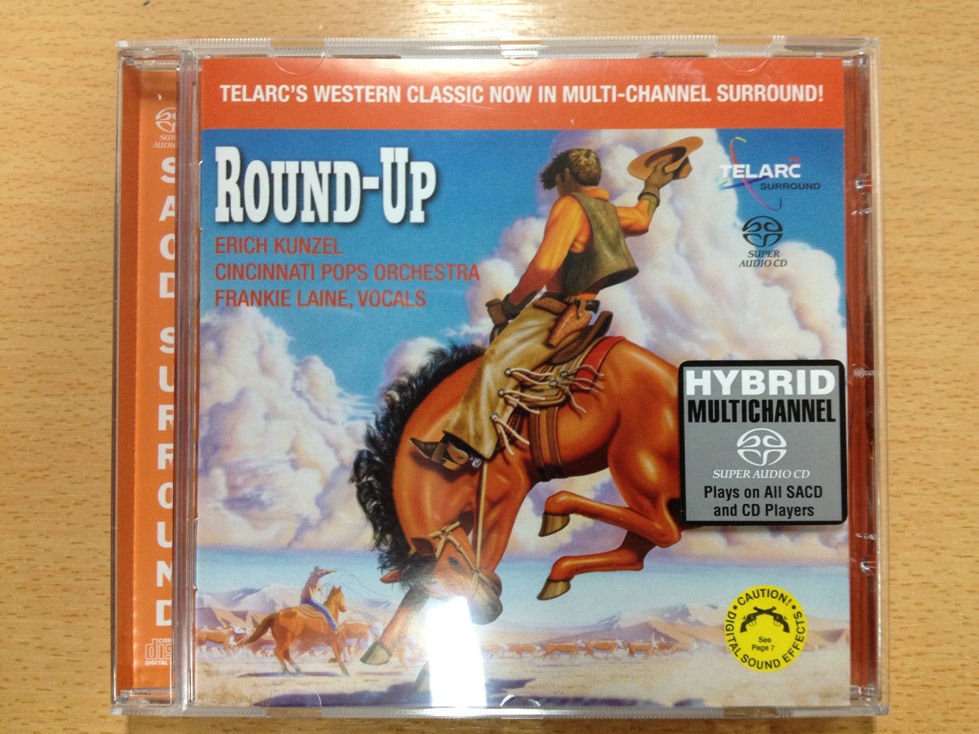 TELARC'S WESTERN CLASSIC NOW IN MULTI-CHANNEL SURROUND!
ROUND-UP
ERICH KUNZEL
CINCINNATI POPS ORCHESTRA
FRANKIE LAINE, VOCALS
TELARC
SURROUND
SUPER
AUDIO CD
HYBRID
MULTICHANNEL
SUPER AUDIO CD
Plays on All SACD
and CD Players
CAUTION!
DIGITAL SOUND EFFECTS
See
Page 7
SACD SURROUND